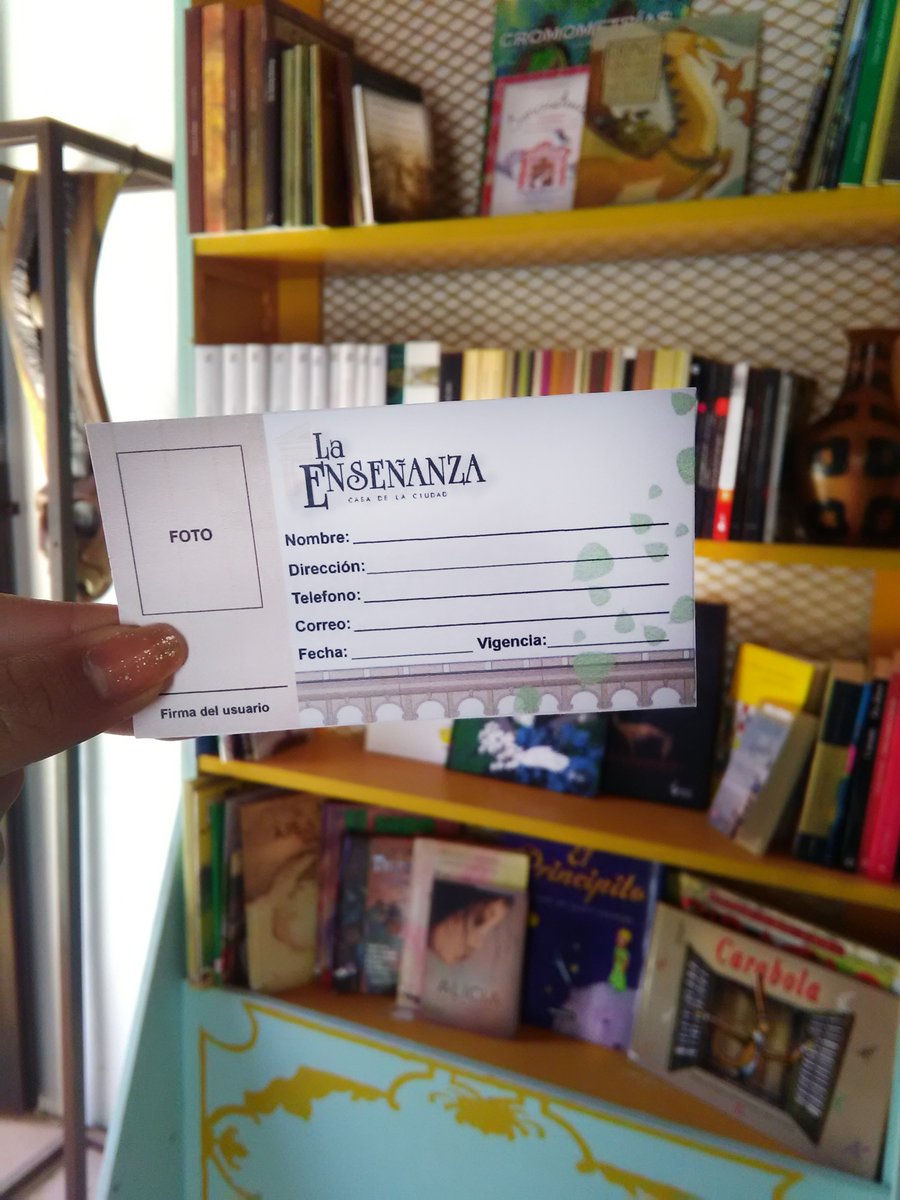 CROMOMETRÍAS
FOTO
Firma del usuario
La
ENSEÑANZA
CASA DE LA CIUDAD
Nombre:
Dirección:
Telefono:
Correo:
Fecha: Vigencia:
El
Principito
ALICIA
Carabola